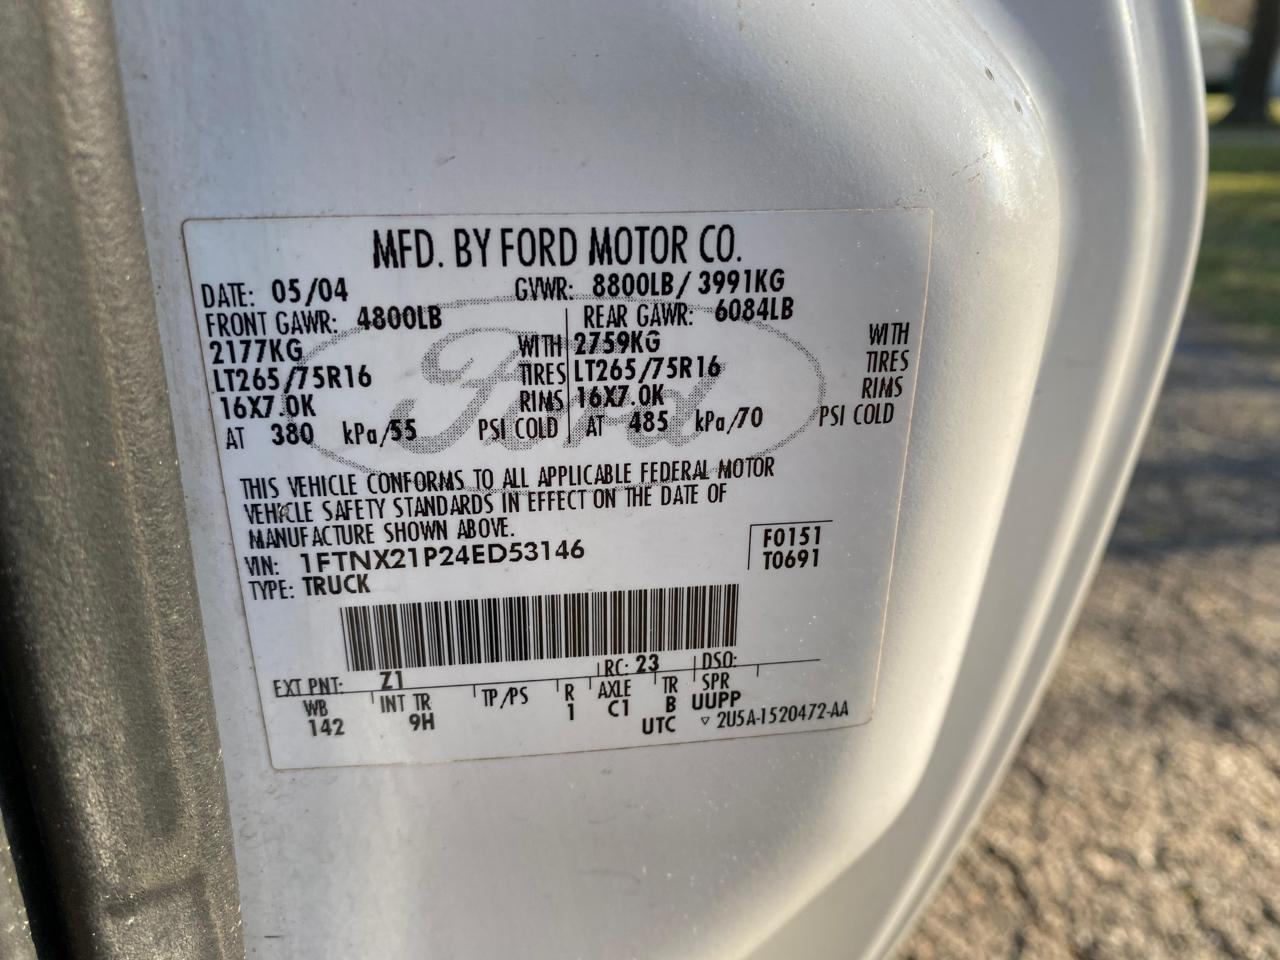 MFD. BY FORD MOTOR CO.
DATE: 05/04 GVWR: 8800LB/ 3991KG
FRONT GAWR: 4800LB REAR GAWR: 6084LB
2177KG WITH 2759KG WITH
LT265/75R16 TIRES LT265/75R16 TIRES
16X7.0K RIMS 16X7.0K RIMS
AT 380 kPa/55 PSI COLD AT 485 kPa/70 PSI COLD
Ford
THIS VEHICLE CONFORMS TO ALL APPLICABLE FEDERAL MOTOR
VEHICLE SAFETY STANDARDS IN EFFECT ON THE DATE OF
MANUFACTURE SHOWN ABOVE.
VIN: 1FTNX21P24ED53146 F0151
TYPE: TRUCK T0691
EXT PNT: Z1 RC: 23 DSO:
WB INT TR TP/PS R AXLE TR SPR
142 9H 1 C1 B UUPP
UTC ▽ 2U5A-1520472-AA